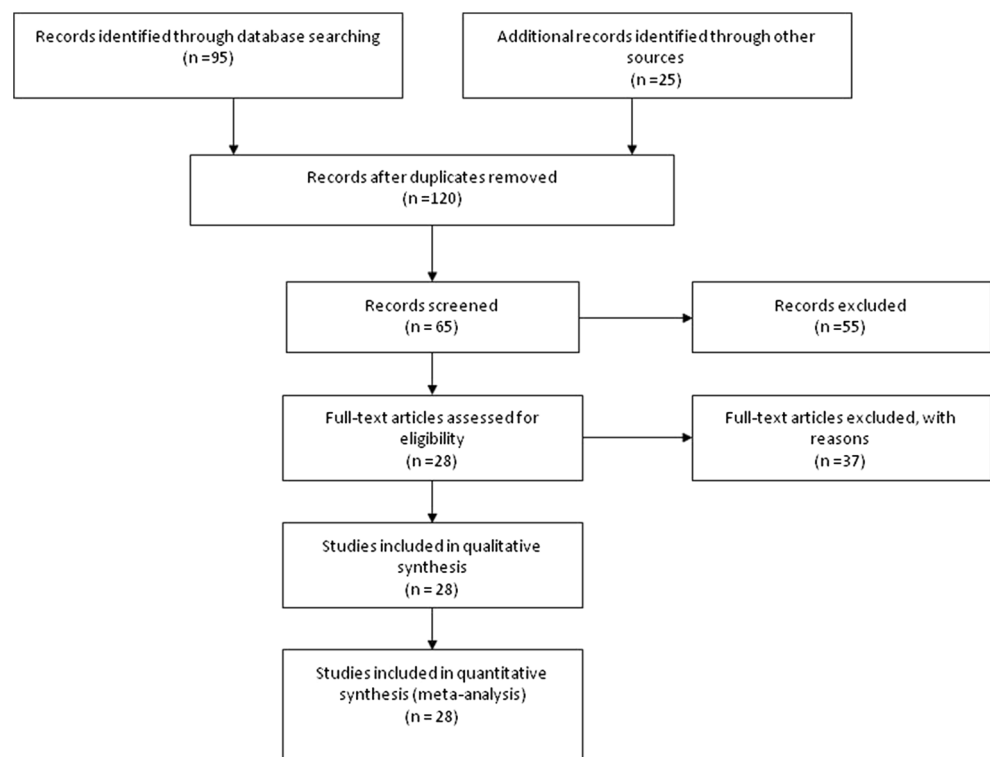 Records identified through database searching
(n =95)
Additional records identified through other
sources
(n =25)
Records after duplicates removed
(n =120)
Records screened
(n = 65)
Records excluded
(n =55)
Full-text articles assessed for
eligibility
(n =28)
Full-text articles excluded, with
reasons
(n =37)
Studies included in qualitative
synthesis
(n = 28)
Studies included in quantitative
synthesis (meta-analysis)
(n = 28)